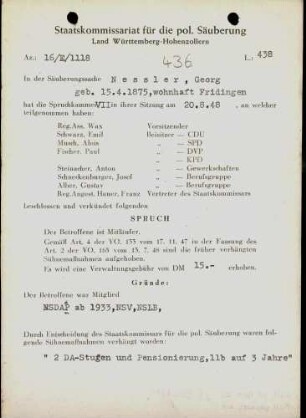 Staatskommissariat für die pol. Säuberung
Land Württemberg-Hohenzollern
Az.: 16/E/1118
436
L.: 438
In der Säuberungssache Nessler, Georg
geb. 15.4.1875, wohnhaft Fridingen
hat die Spruchkammer VII in ihrer Sitzung am 20.8.48 , an welcher
teilgenommen haben:
Reg.Ass. Wax Vorsitzender
Schwarz, Emil Beisitzer — CDU
Musch, Alois „ — SPD
Fischer, Paul „ — DVP
„ — KPD
Steinacher, Anton „ — Gewerkschaften
Schneckenburger, Josef „ — Berufsgruppe
Alber, Gustav „ — Berufsgruppe
Reg.Angest. Hauer, Franz Vertreter des Staatskommissars
beschlossen und verkündet folgenden
SPRUCH
Der Betroffene ist Mitläufer.
Gemäß Art. 4 der VO. 133 vom 17. 11. 47 in der Fassung des
Art. 2 der VO. 165 vom 13. 7. 48 sind die früher verhängten
Sühnemaßnahmen aufgehoben.
Es wird eine Verwaltungsgebühr von DM 15.- erhoben.
Gründe:
Der Betroffene war Mitglied
NSDAP ab 1933, NSV, NSLB,
Durch Entscheidung des Staatskommissars für die pol. Säuberung waren folgende
Sühnemaßnahmen verhängt worden:
" 2 DA-Stufen und Pensionierung, 11b auf 3 Jahre"